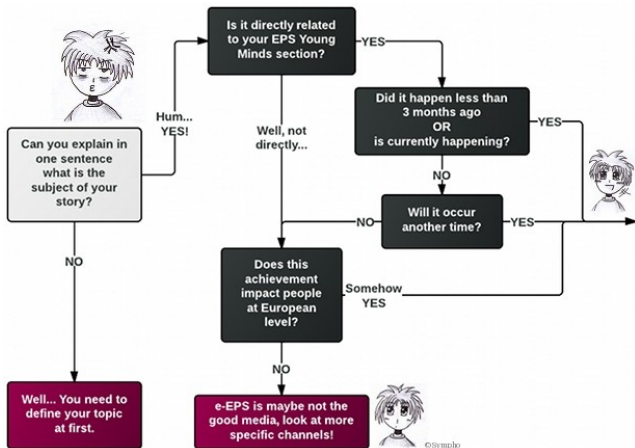 Is it directly related
to your EPS Young
Minds section?
YES
Did it happen less than
3 months ago
OR
is currently happening?
YES
Hum...
YES!
Well, not
directly...
Can you explain in
one sentence
what is the
subject of your
story?
NO
Will it occur
another time?
NO
YES
NO
Does this
achievement
impact people
at European
level?
Somehow
YES
NO
Well... You need to
define your topic
at first.
e-EPS is maybe not the
good media, look at more
specific channels!
©Sympho